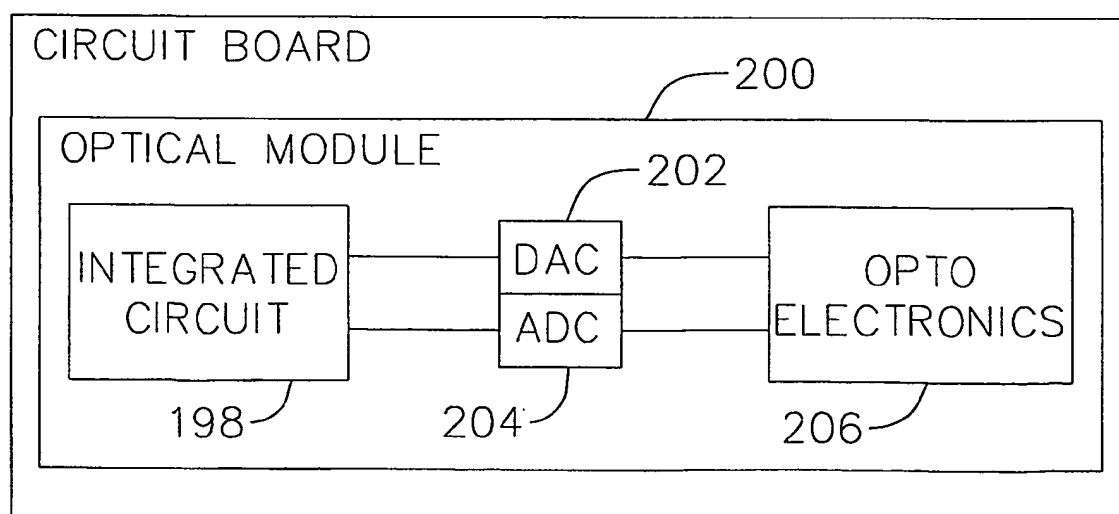 CIRCUIT BOARD
200
OPTICAL MODULE
202
INTEGRATED
CIRCUIT
DAC
ADC
OPTO
ELECTRONICS
198
204
206